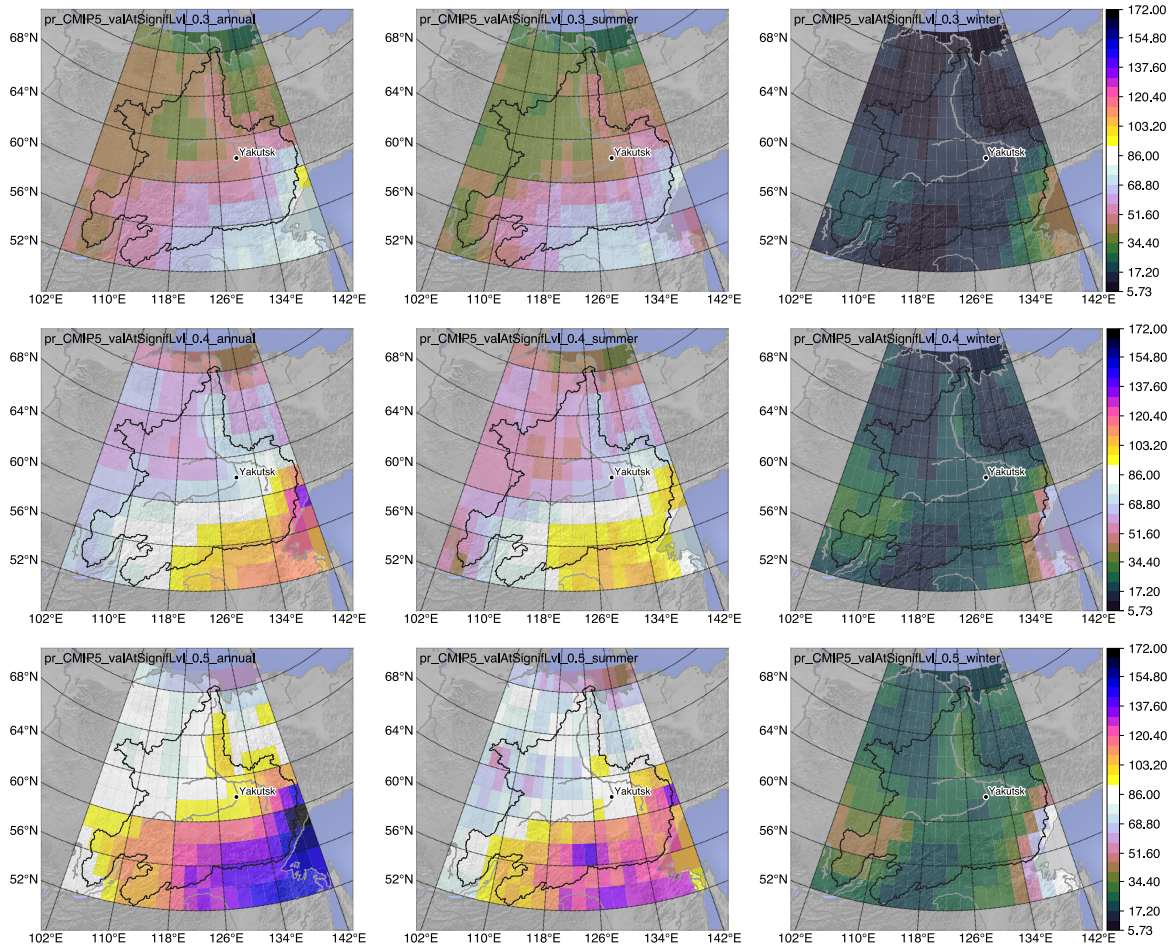 pr_CMIP5_valAtSignifLvl_0.3_annual
68°N
64°N
60°N
56°N
52°N
Yakutsk
102°E 110°E 118°E 126°E 134°E 142°E
pr_CMIP5_valAtSignifLvl_0.3_summer
68°N
64°N
60°N
56°N
52°N
Yakutsk
102°E 110°E 118°E 126°E 134°E 142°E
pr_CMIP5_valAtSignifLvl_0.3_winter
68°N
64°N
60°N
56°N
52°N
Yakutsk
102°E 110°E 118°E 126°E 134°E 142°E
172.00
154.80
137.60
120.40
103.20
86.00
68.80
51.60
34.40
17.20
5.73
pr_CMIP5_valAtSignifLvl_0.4_annual
68°N
64°N
60°N
56°N
52°N
Yakutsk
102°E 110°E 118°E 126°E 134°E 142°E
pr_CMIP5_valAtSignifLvl_0.4_summer
68°N
64°N
60°N
56°N
52°N
Yakutsk
102°E 110°E 118°E 126°E 134°E 142°E
pr_CMIP5_valAtSignifLvl_0.4_winter
68°N
64°N
60°N
56°N
52°N
Yakutsk
102°E 110°E 118°E 126°E 134°E 142°E
172.00
154.80
137.60
120.40
103.20
86.00
68.80
51.60
34.40
17.20
5.73
pr_CMIP5_valAtSignifLvl_0.5_annual
68°N
64°N
60°N
56°N
52°N
Yakutsk
102°E 110°E 118°E 126°E 134°E 142°E
pr_CMIP5_valAtSignifLvl_0.5_summer
68°N
64°N
60°N
56°N
52°N
Yakutsk
102°E 110°E 118°E 126°E 134°E 142°E
pr_CMIP5_valAtSignifLvl_0.5_winter
68°N
64°N
60°N
56°N
52°N
Yakutsk
102°E 110°E 118°E 126°E 134°E 142°E
172.00
154.80
137.60
120.40
103.20
86.00
68.80
51.60
34.40
17.20
5.73